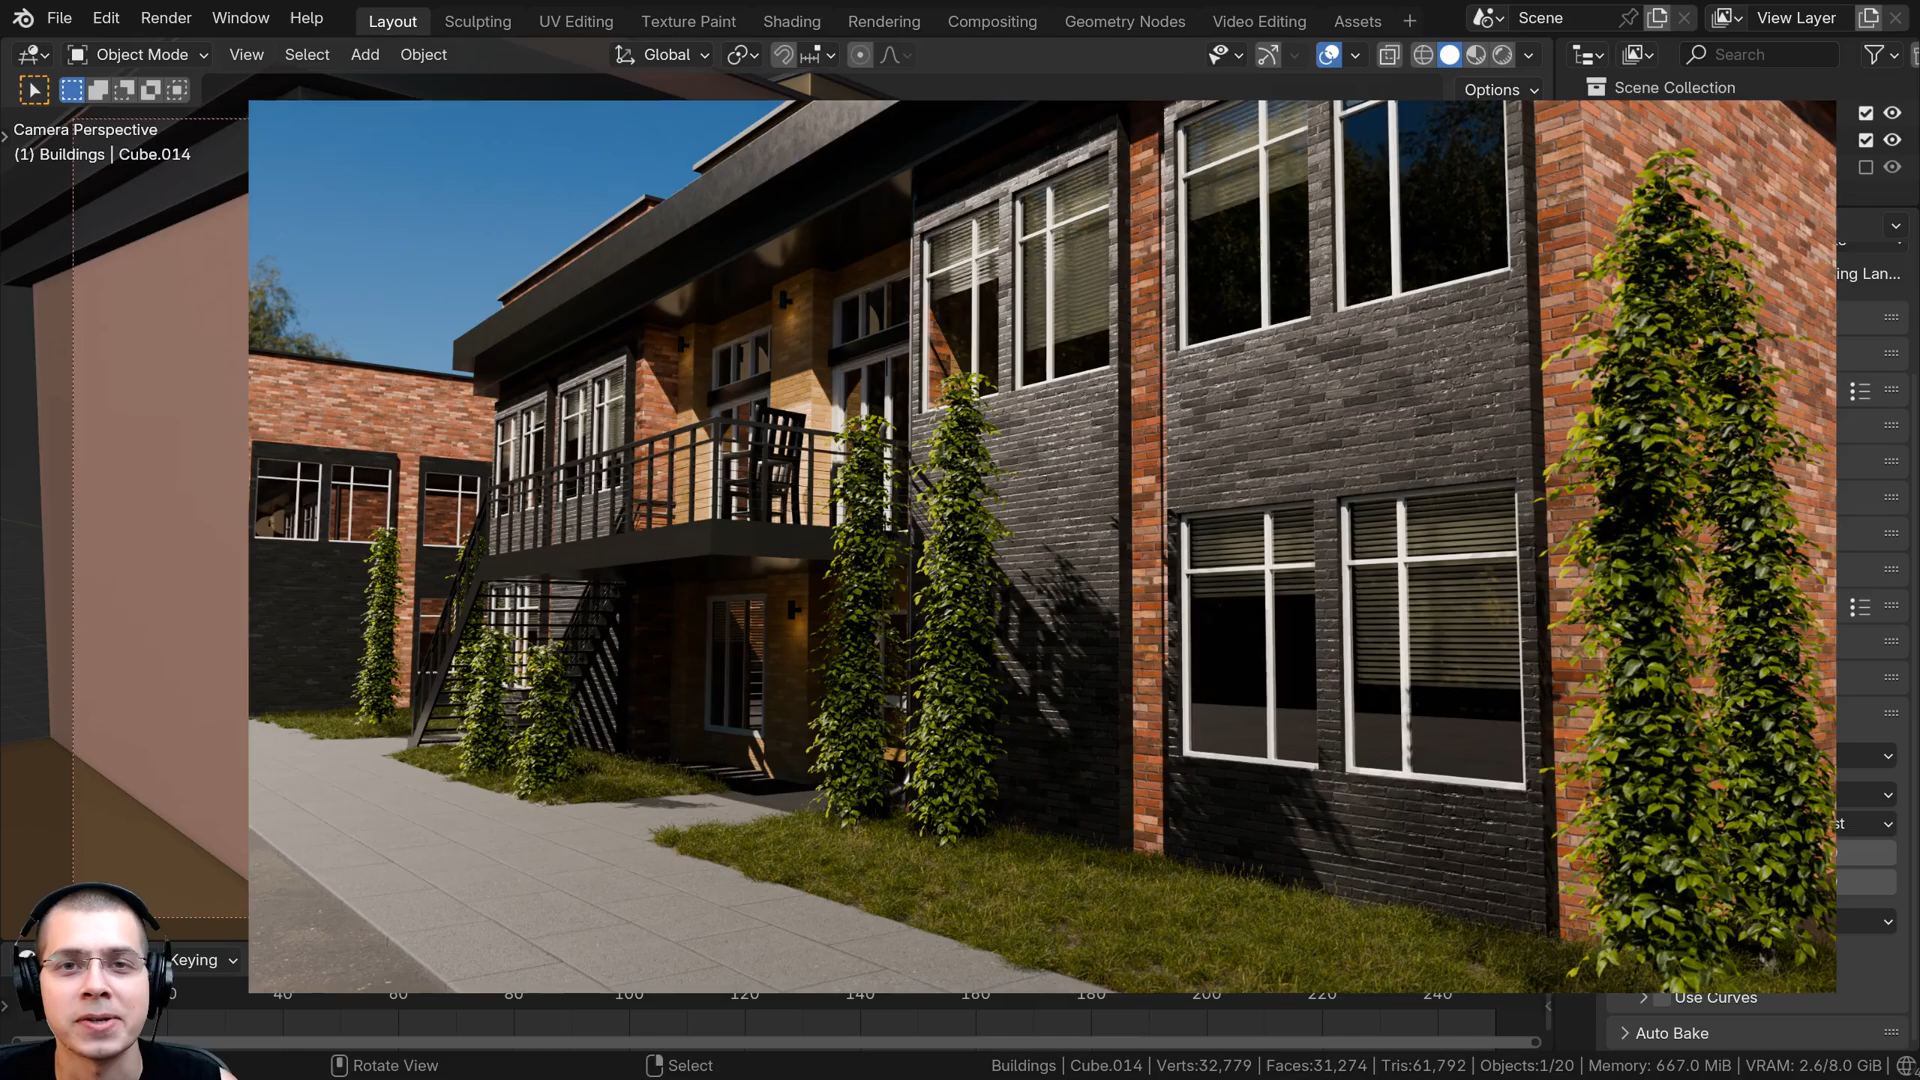 File Edit Render Window Help Layout Sculpting UV Editing Texture Paint Shading Rendering Compositing Geometry Nodes Video Editing Assets + Scene View Layer
Object Mode View Select Add Object Global Search
Options Scene Collection
Camera Perspective
(1) Buildings | Cube.014
ing Lan...
st
Keying
40 60 80 100 120 140 160 180 200 220 240
Use Curves
Auto Bake
Rotate View Select Buildings | Cube.014 | Verts:32,779 | Faces:31,274 | Tris:61,792 | Objects:1/20 | Memory: 667.0 MiB | VRAM: 2.6/8.0 GiB